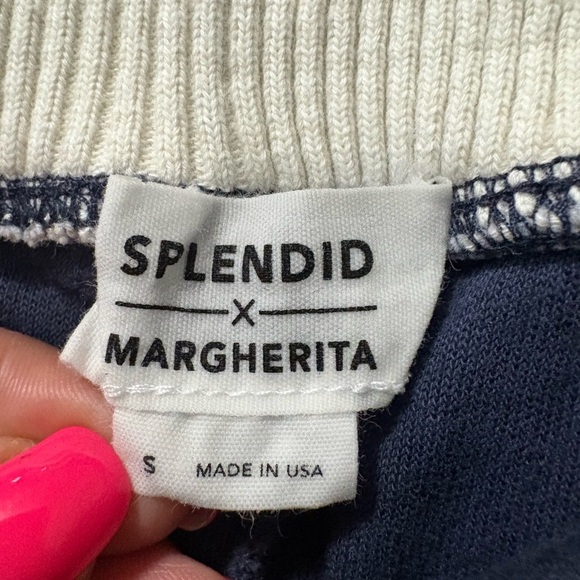 SPLENDID
X
MARGHERITA
S MADE IN USA